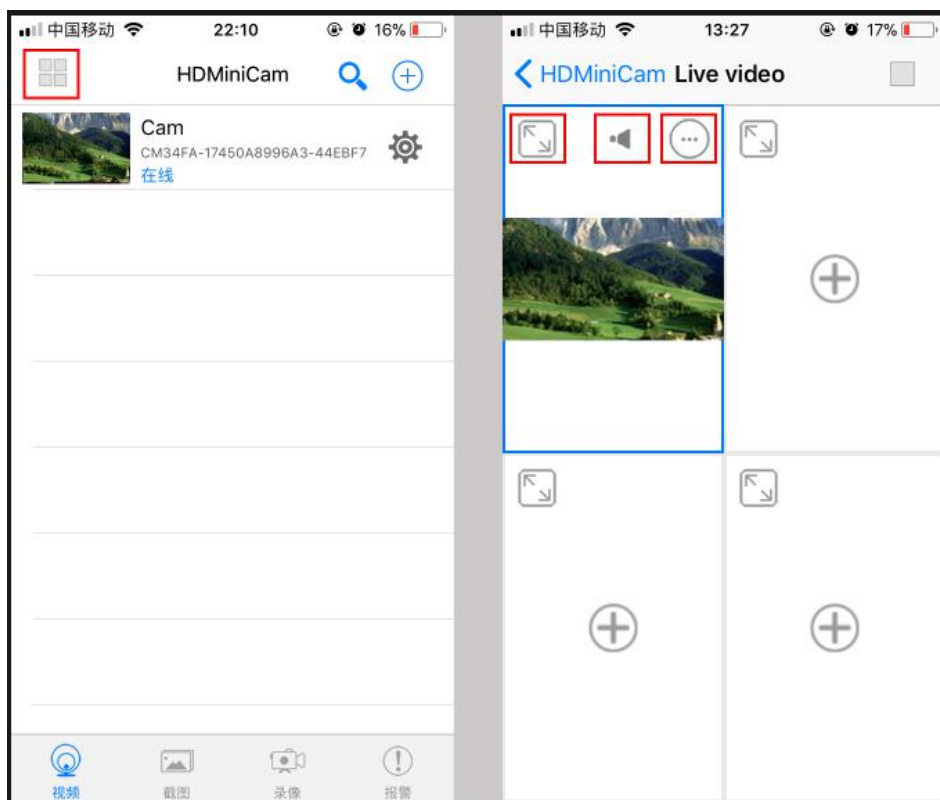 中国移动 22:10 16%
HDMiniCam
Cam
CM34FA-17450A8996A3-44EBF7
在线
视频 截图 录像 报警
中国移动 13:27 17%
HDMiniCam Live video